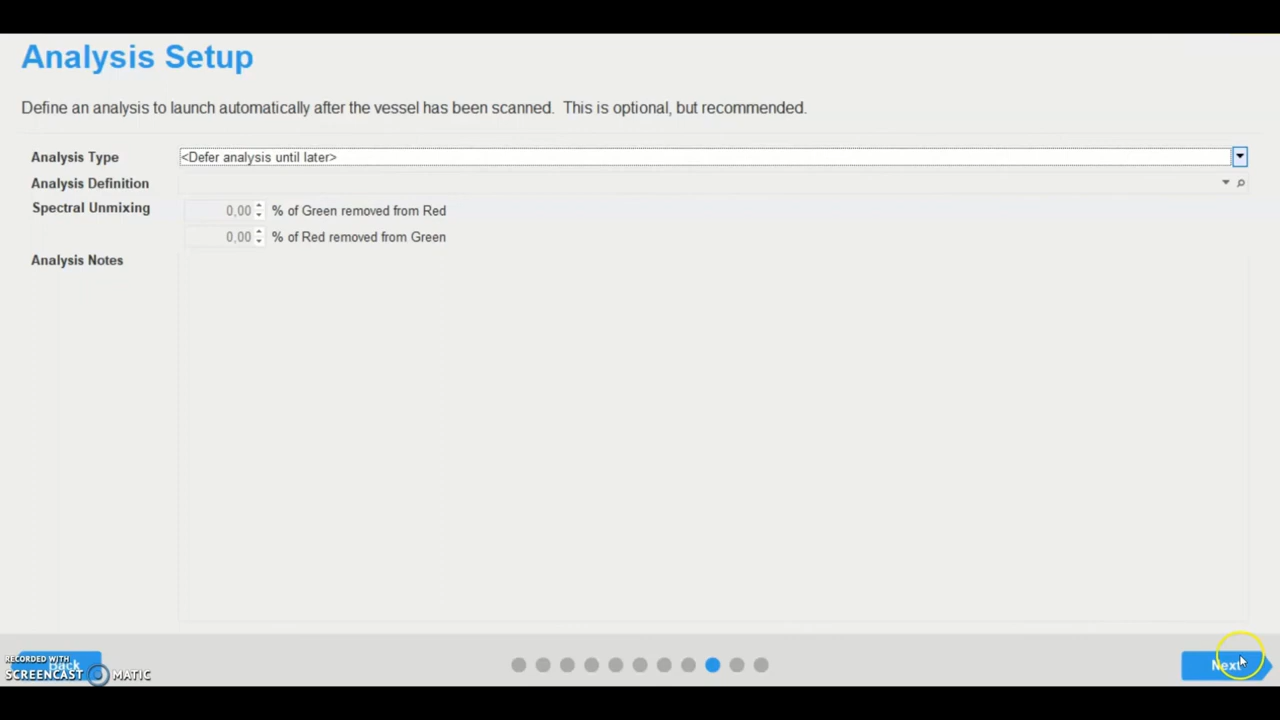 Analysis Setup
Define an analysis to launch automatically after the vessel has been scanned. This is optional, but recommended.
Analysis Type <Defer analysis until later>
Analysis Definition
Spectral Unmixing 0,00 % of Green removed from Red
0,00 % of Red removed from Green
Analysis Notes
Back
Next
RECORDED WITH
SCREENCAST MATIC